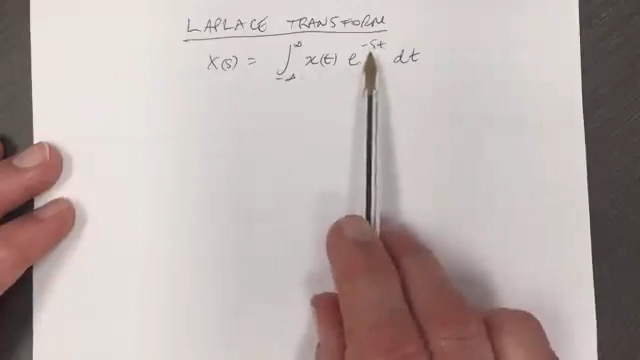 LAPLACE TRANSFORM
X(s) = ∫_{-∞}^{∞} x(t) e^{-st} dt